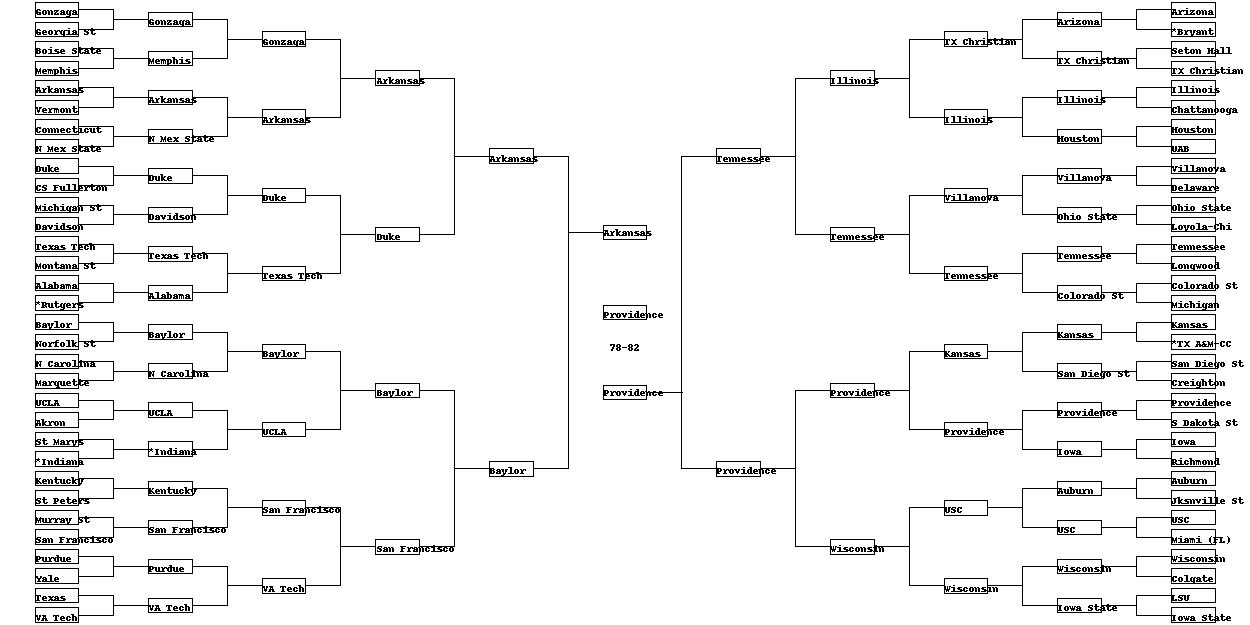 Gonzaga
Georgia St
Boise State
Memphis
Arkansas
Vermont
Connecticut
N Mex State
Duke
CS Fullerton
Michigan St
Davidson
Texas Tech
Montana St
Alabama
*Rutgers
Baylor
Norfolk St
N Carolina
Marquette
UCLA
Akron
St Marys
*Indiana
Kentucky
St Peters
Murray St
San Francisco
Purdue
Yale
Texas
VA Tech
Gonzaga
Memphis
Arkansas
N Mex State
Duke
Davidson
Texas Tech
Alabama
Baylor
N Carolina
UCLA
*Indiana
Kentucky
San Francisco
Purdue
VA Tech
Gonzaga
Arkansas
Duke
Texas Tech
Baylor
UCLA
San Francisco
VA Tech
Arkansas
Duke
Baylor
San Francisco
Arkansas
Baylor
Arkansas
Providence
78-82
Providence
Tennessee
Providence
Illinois
Tennessee
Providence
Wisconsin
TX Christian
Illinois
Villanova
Tennessee
Kansas
Providence
USC
Wisconsin
Arizona
TX Christian
Illinois
Houston
Villanova
Ohio State
Tennessee
Colorado St
Kansas
San Diego St
Providence
Iowa
Auburn
USC
Wisconsin
Iowa State
Arizona
*Bryant
Seton Hall
TX Christian
Illinois
Chattanooga
Houston
UAB
Villanova
Delaware
Ohio State
Loyola-Chi
Tennessee
Longwood
Colorado St
Michigan
Kansas
*TX A&M-CC
San Diego St
Creighton
Providence
S Dakota St
Iowa
Richmond
Auburn
Jksnville St
USC
Miami (FL)
Wisconsin
Colgate
LSU
Iowa State